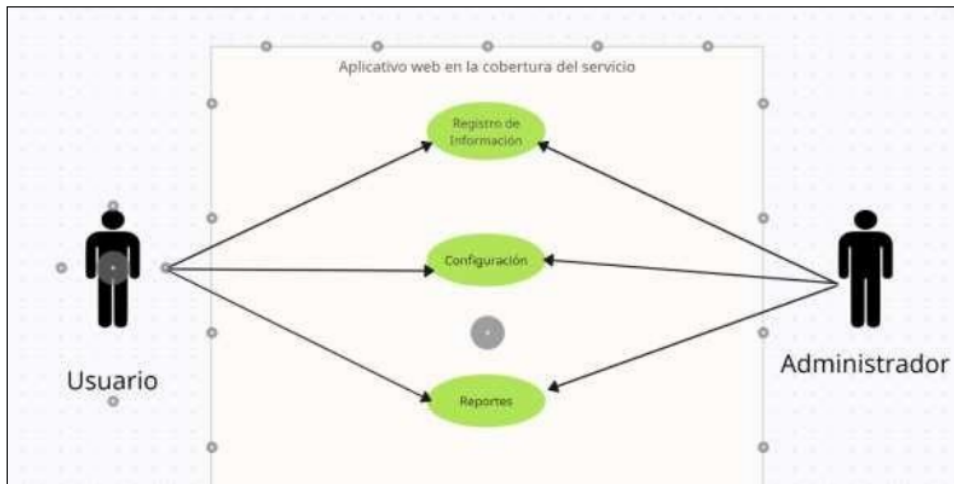 Aplicativo web en la cobertura del servicio
Registro de
Información
Configuración
Reportes
Usuario
Administrador